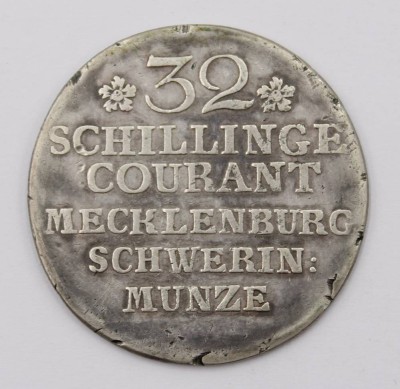 32
SCHILLINGE
COURANT
MECKLENBURG
SCHWERIN:
MUNZE